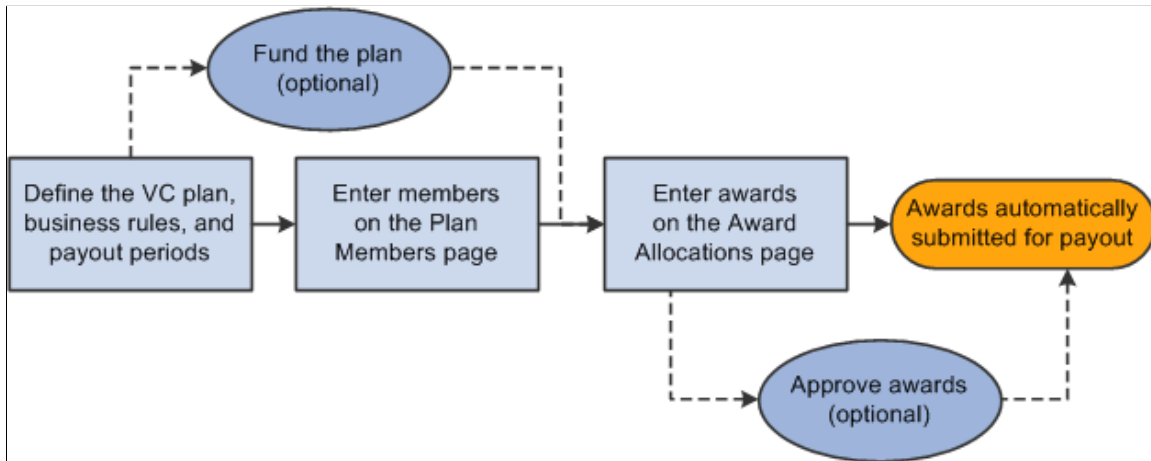 Fund the plan
(optional)
Define the VC plan,
business rules, and
payout periods
Enter members
on the Plan
Members page
Enter awards
on the Award
Allocations page
Awards automatically
submitted for payout
Approve awards
(optional)